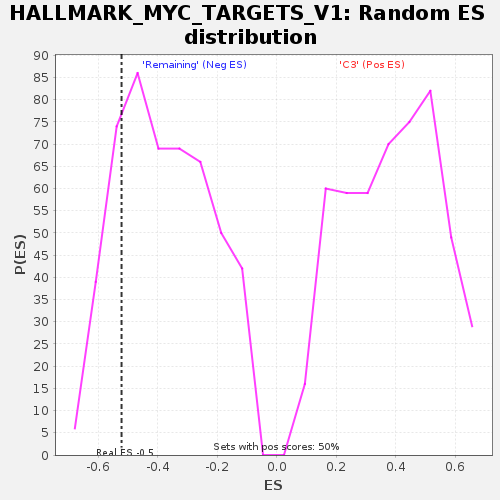 HALLMARK_MYC_TARGETS_V1: Random ES
distribution
90
85
80
75
70
65
60
55
50
45
40
35
30
25
20
15
10
5
0
P(ES)
'Remaining' (Neg ES)
'C3' (Pos ES)
Real ES -0.5
Sets with pos scores: 50%
-0.6 -0.4 -0.2 0.0 0.2 0.4 0.6
ES